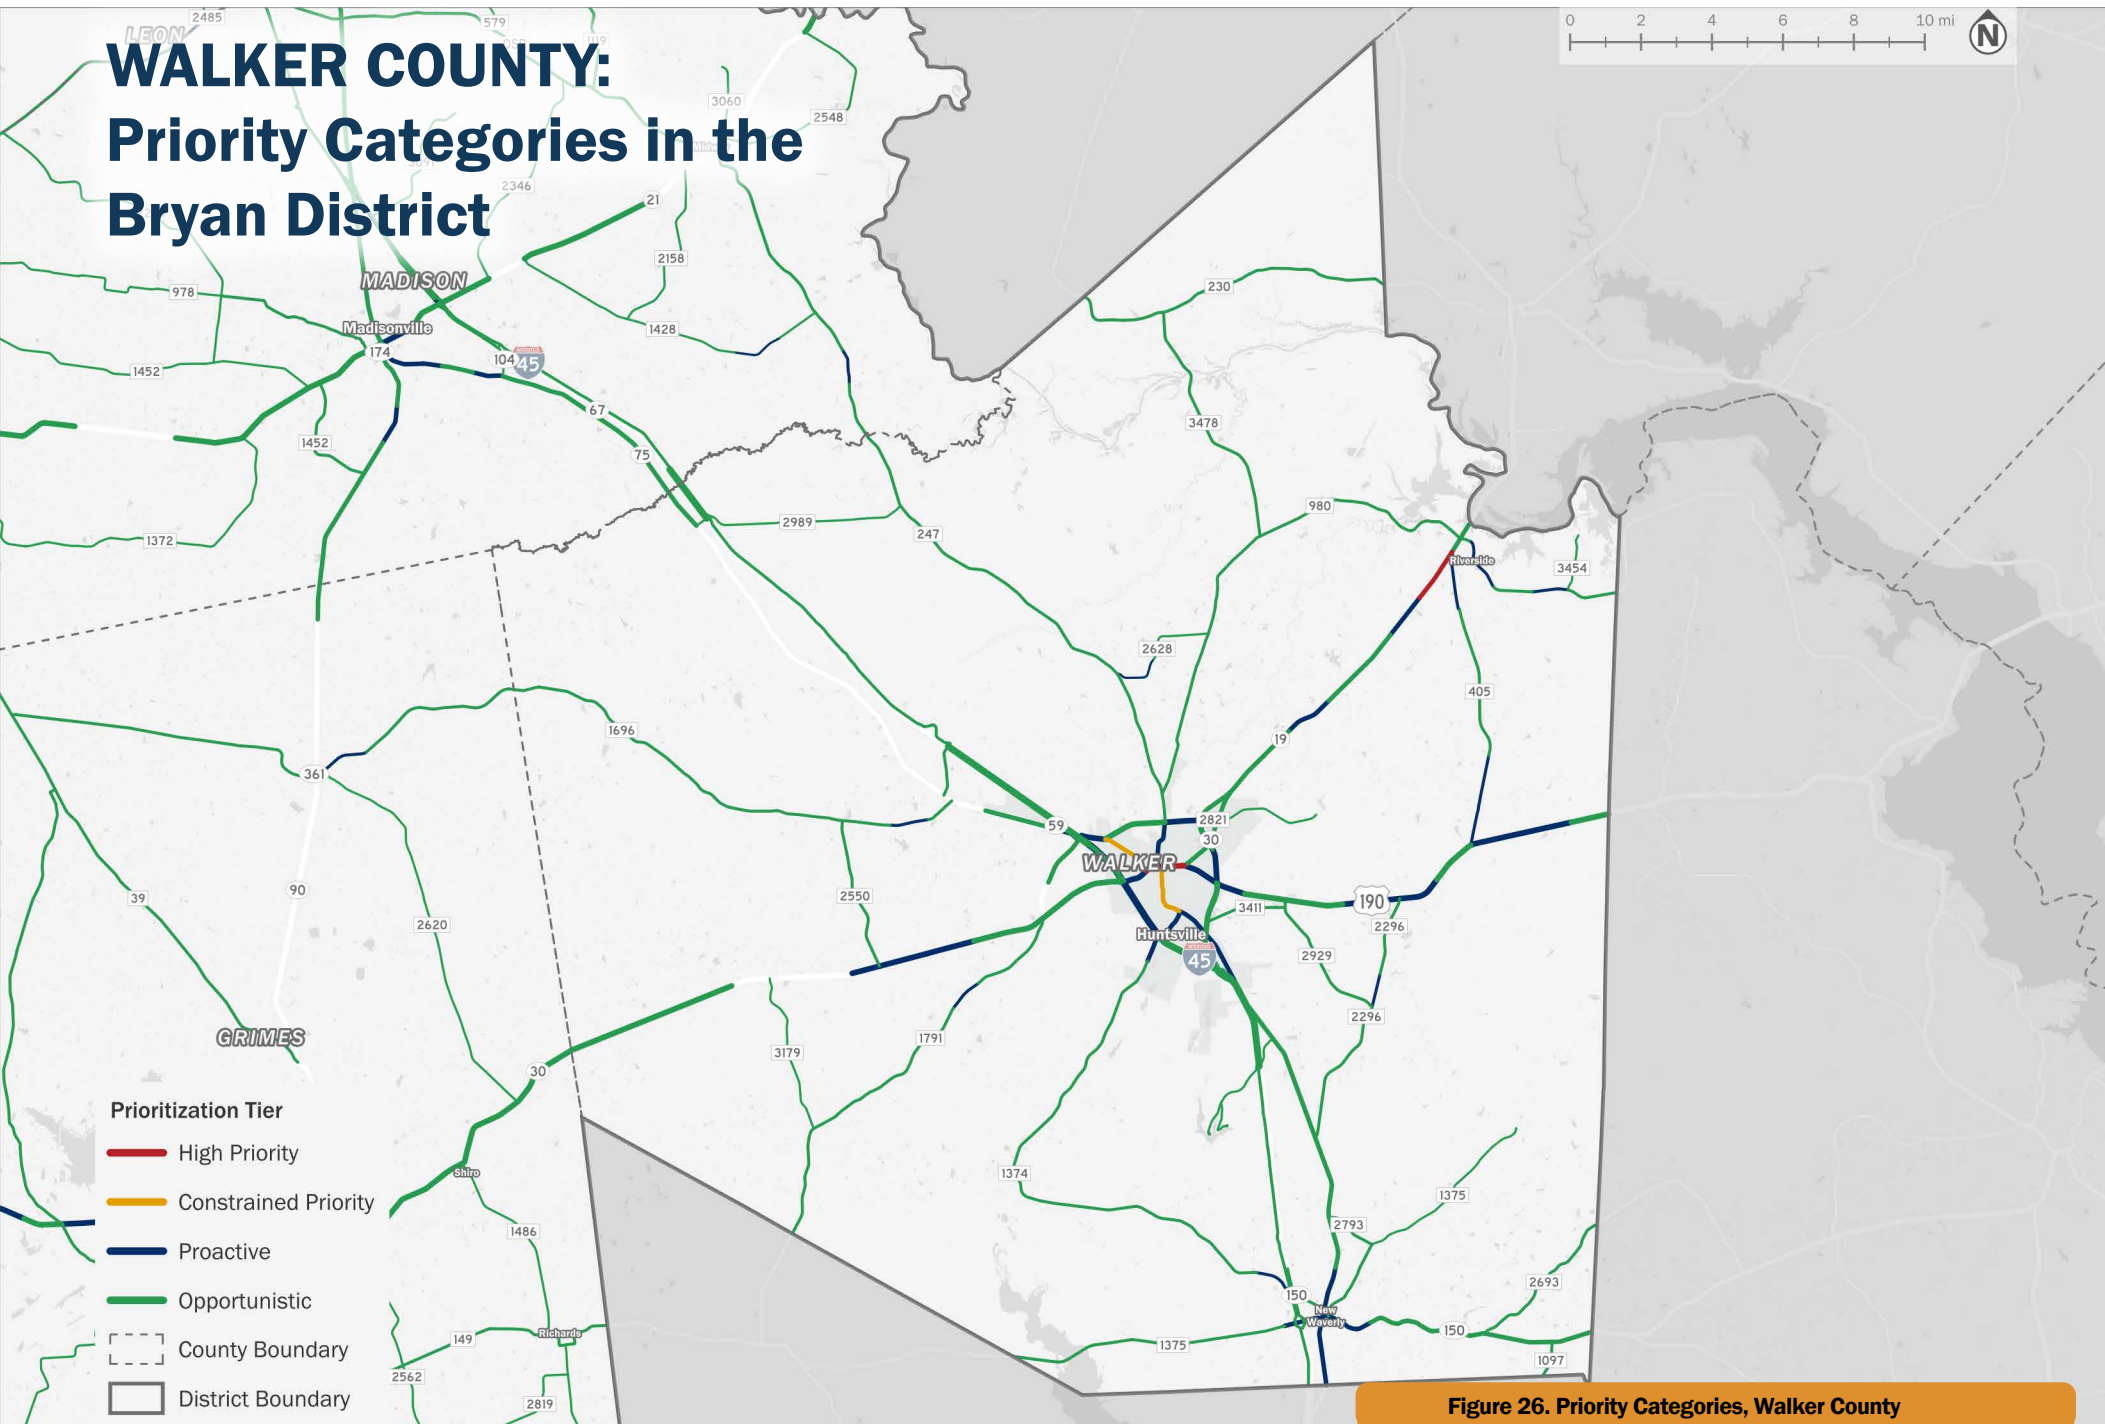 2485
579
LEON
OSR
1119
0 2 4 6 8 10 mi
N
WALKER COUNTY:
Priority Categories in the
Bryan District
3060
2548
2346
21
2158
MADISON
978
230
Madisonville
1428
174
104
45
1452
67
3478
1452
75
980
2989
247
1372
Riverside
3454
2628
405
1696
19
361
59
2821
30
WALKER
90
39
2550
190
3411
2620
2296
Huntsville
2929
45
2296
GRIMES
1791
3179
30
Prioritization Tier
High Priority
Constrained Priority
Proactive
Opportunistic
County Boundary
District Boundary
Shiro
1374
1375
1486
2793
2693
150
New
Waverly
150
149
Richards
1375
1097
2562
2819
Figure 26. Priority Categories, Walker County